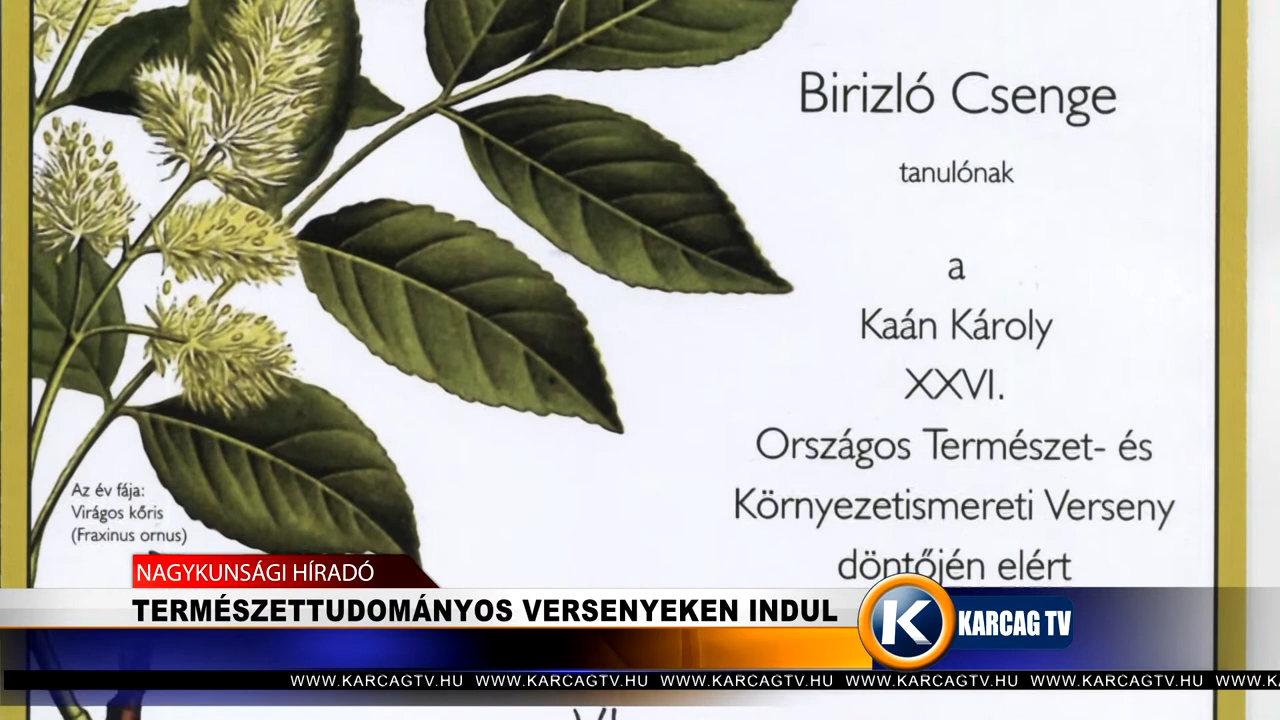 Birizló Csenge
tanulónak
a
Kaán Károly
XXVI.
Országos Természet- és
Környezetismereti Verseny
döntőjén elért
Az év fája:
Virágos kőris
(Fraxinus ornus)
NAGYKUNSÁGI HÍRADÓ
TERMÉSZETTUDOMÁNYOS VERSENYEKEN INDUL
K KARCAG TV
WWW.KARCAGTV.HU WWW.KARCAGTV.HU WWW.KARCAGTV.HU WWW.KARCAGTV.HU WWW.KARCAGTV.HU WWW.K